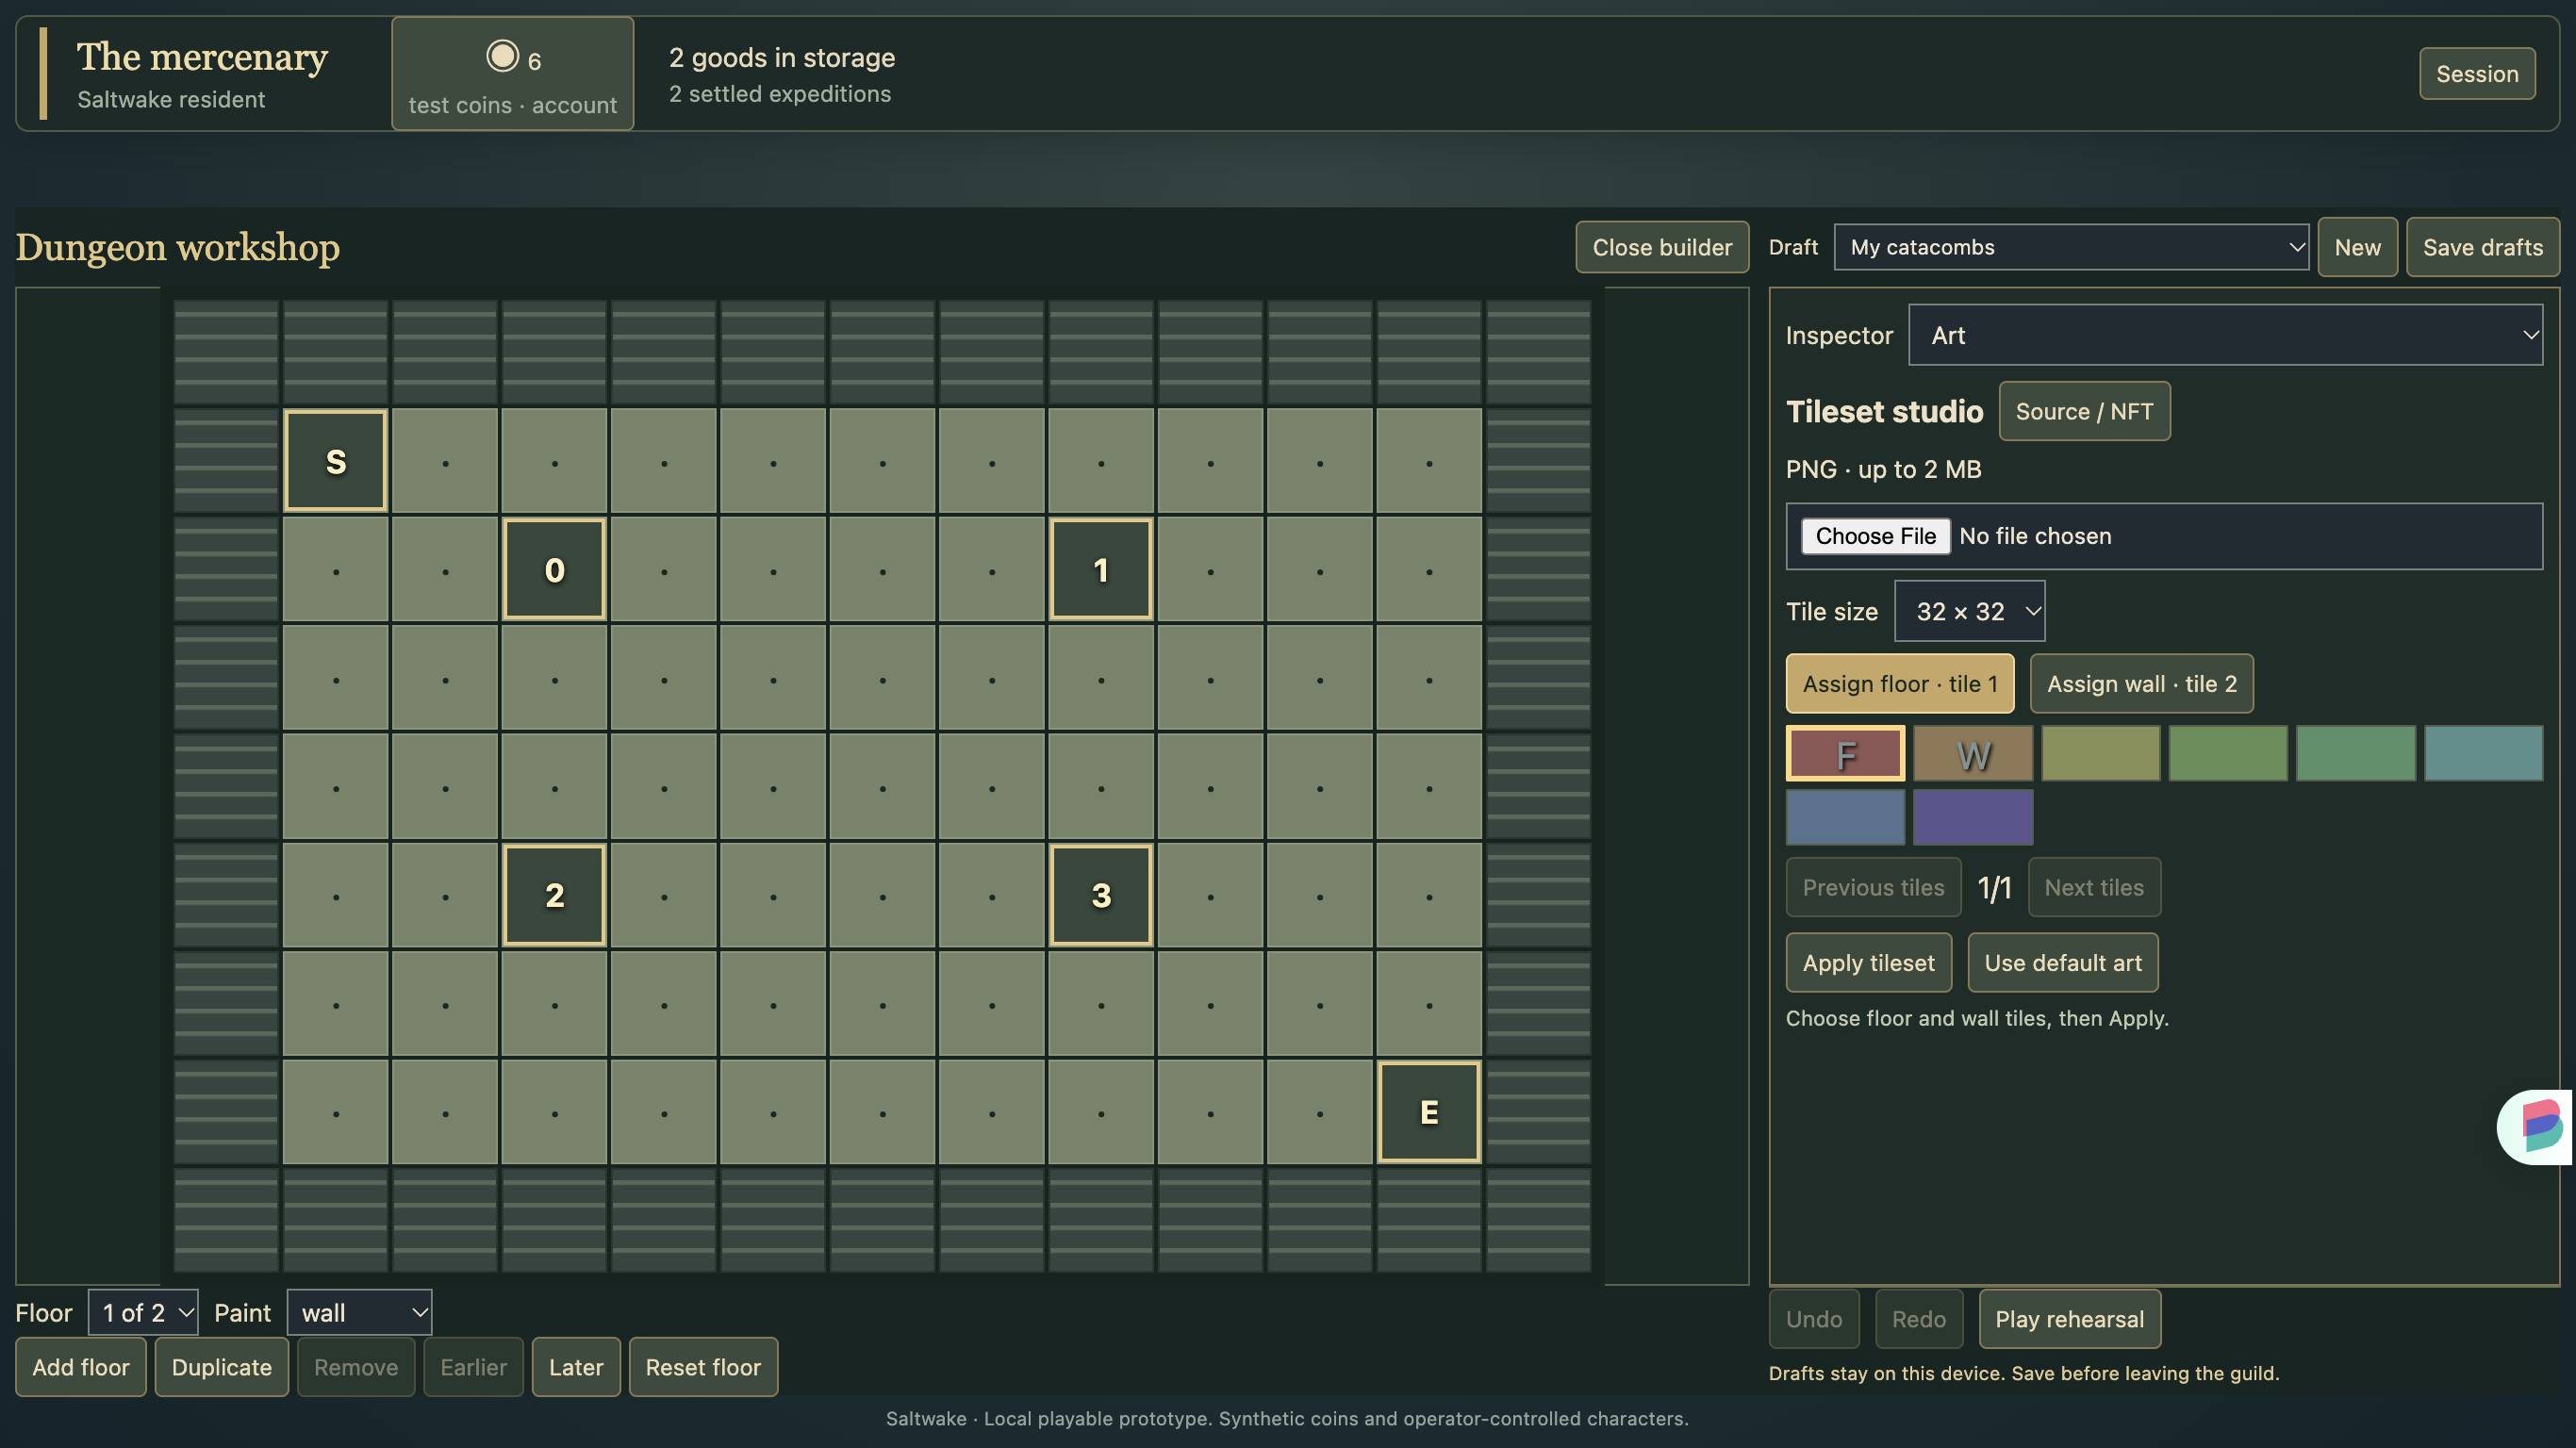 The mercenary
Saltwake resident
6
test coins · account
2 goods in storage
2 settled expeditions
Session
Dungeon workshop
Close builder
Draft
My catacombs
New
Save drafts
Inspector
Art
Tileset studio
Source / NFT
PNG · up to 2 MB
Choose File No file chosen
Tile size
32 × 32
Assign floor · tile 1
Assign wall · tile 2
F
W
Previous tiles
1/1
Next tiles
Apply tileset
Use default art
Choose floor and wall tiles, then Apply.
S
0
1
2
3
E
Floor
1 of 2
Paint
wall
Add floor
Duplicate
Remove
Earlier
Later
Reset floor
Undo
Redo
Play rehearsal
Drafts stay on this device. Save before leaving the guild.
Saltwake · Local playable prototype. Synthetic coins and operator-controlled characters.